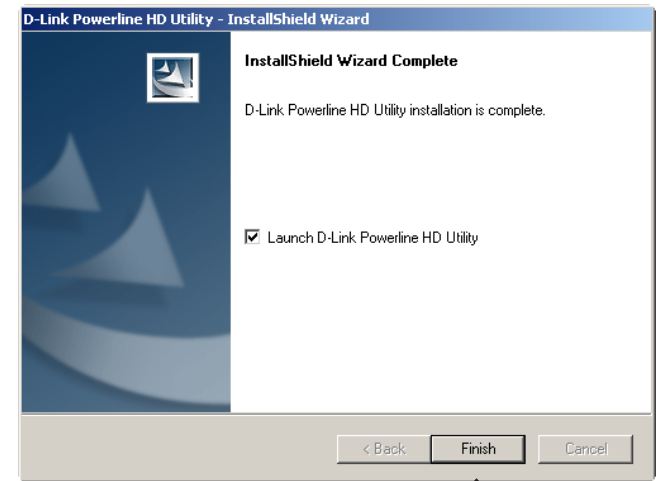 D-Link Powerline HD Utility - InstallShield Wizard
InstallShield Wizard Complete
D-Link Powerline HD Utility installation is complete.
Launch D-Link Powerline HD Utility
< Back
Finish
Cancel